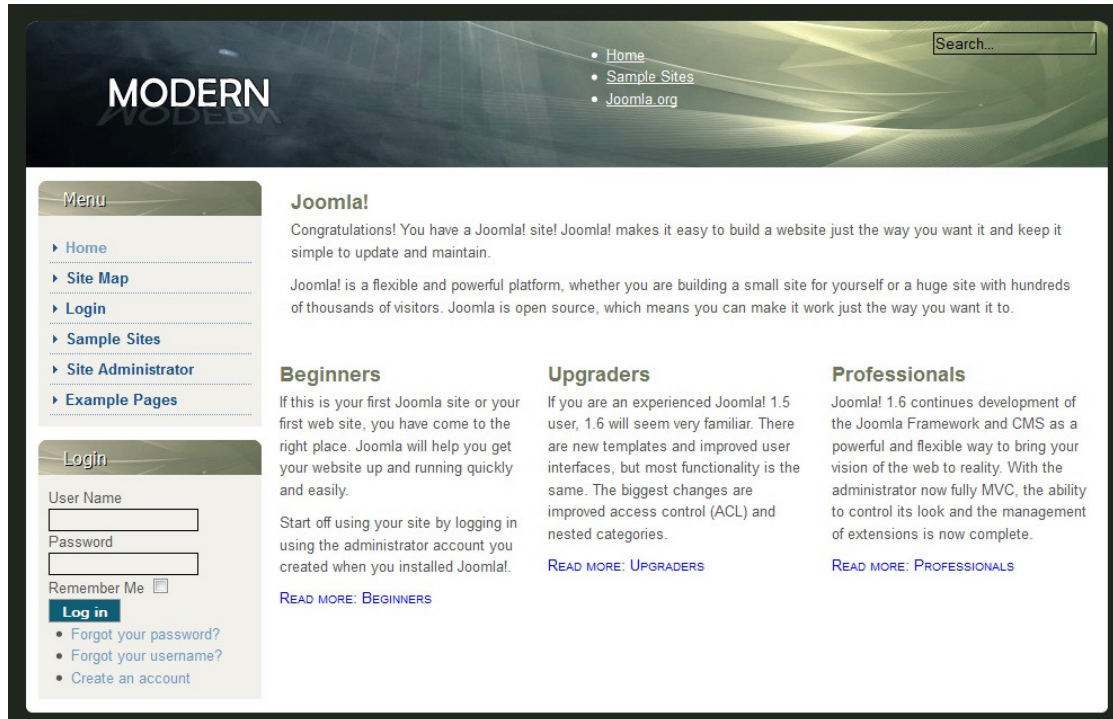 MODERN
Home
Sample Sites
Joomla.org
Search...
Menu
Home
Site Map
Login
Sample Sites
Site Administrator
Example Pages
Login
User Name
Password
Remember Me
Log in
Forgot your password?
Forgot your username?
Create an account
Joomla!
Congratulations! You have a Joomla! site! Joomla! makes it easy to build a website just the way you want it and keep it
simple to update and maintain.
Joomla! is a flexible and powerful platform, whether you are building a small site for yourself or a huge site with hundreds
of thousands of visitors. Joomla is open source, which means you can make it work just the way you want it to.
Beginners
If this is your first Joomla site or your
first web site, you have come to the
right place. Joomla will help you get
your website up and running quickly
and easily.
Start off using your site by logging in
using the administrator account you
created when you installed Joomla!.
READ MORE: BEGINNERS
Upgraders
If you are an experienced Joomla! 1.5
user, 1.6 will seem very familiar. There
are new templates and improved user
interfaces, but most functionality is the
same. The biggest changes are
improved access control (ACL) and
nested categories.
READ MORE: UPGRADERS
Professionals
Joomla! 1.6 continues development of
the Joomla Framework and CMS as a
powerful and flexible way to bring your
vision of the web to reality. With the
administrator now fully MVC, the ability
to control its look and the management
of extensions is now complete.
READ MORE: PROFESSIONALS